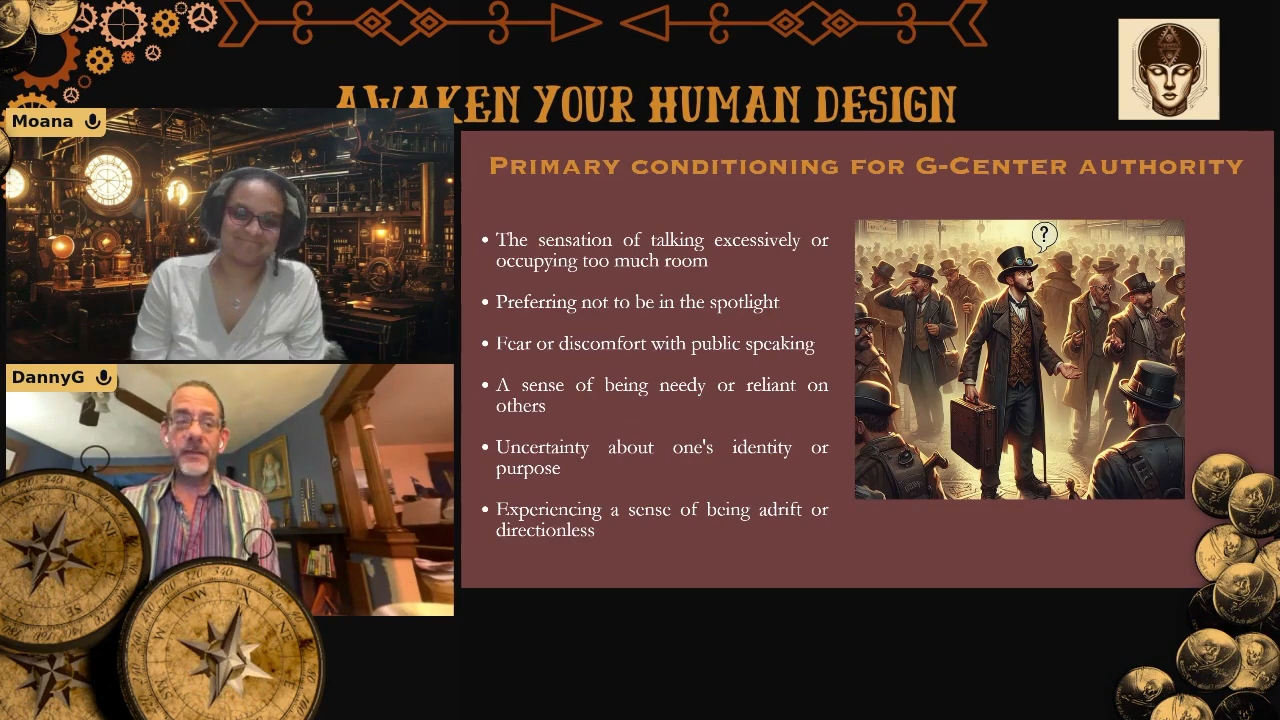 AWAKEN YOUR HUMAN DESIGN
Moana
PRIMARY CONDITIONING FOR G-CENTER AUTHORITY
• The sensation of talking excessively or
occupying too much room
• Preferring not to be in the spotlight
• Fear or discomfort with public speaking
• A sense of being needy or reliant on
others
• Uncertainty about one's identity or
purpose
• Experiencing a sense of being adrift or
directionless
?
DannyG